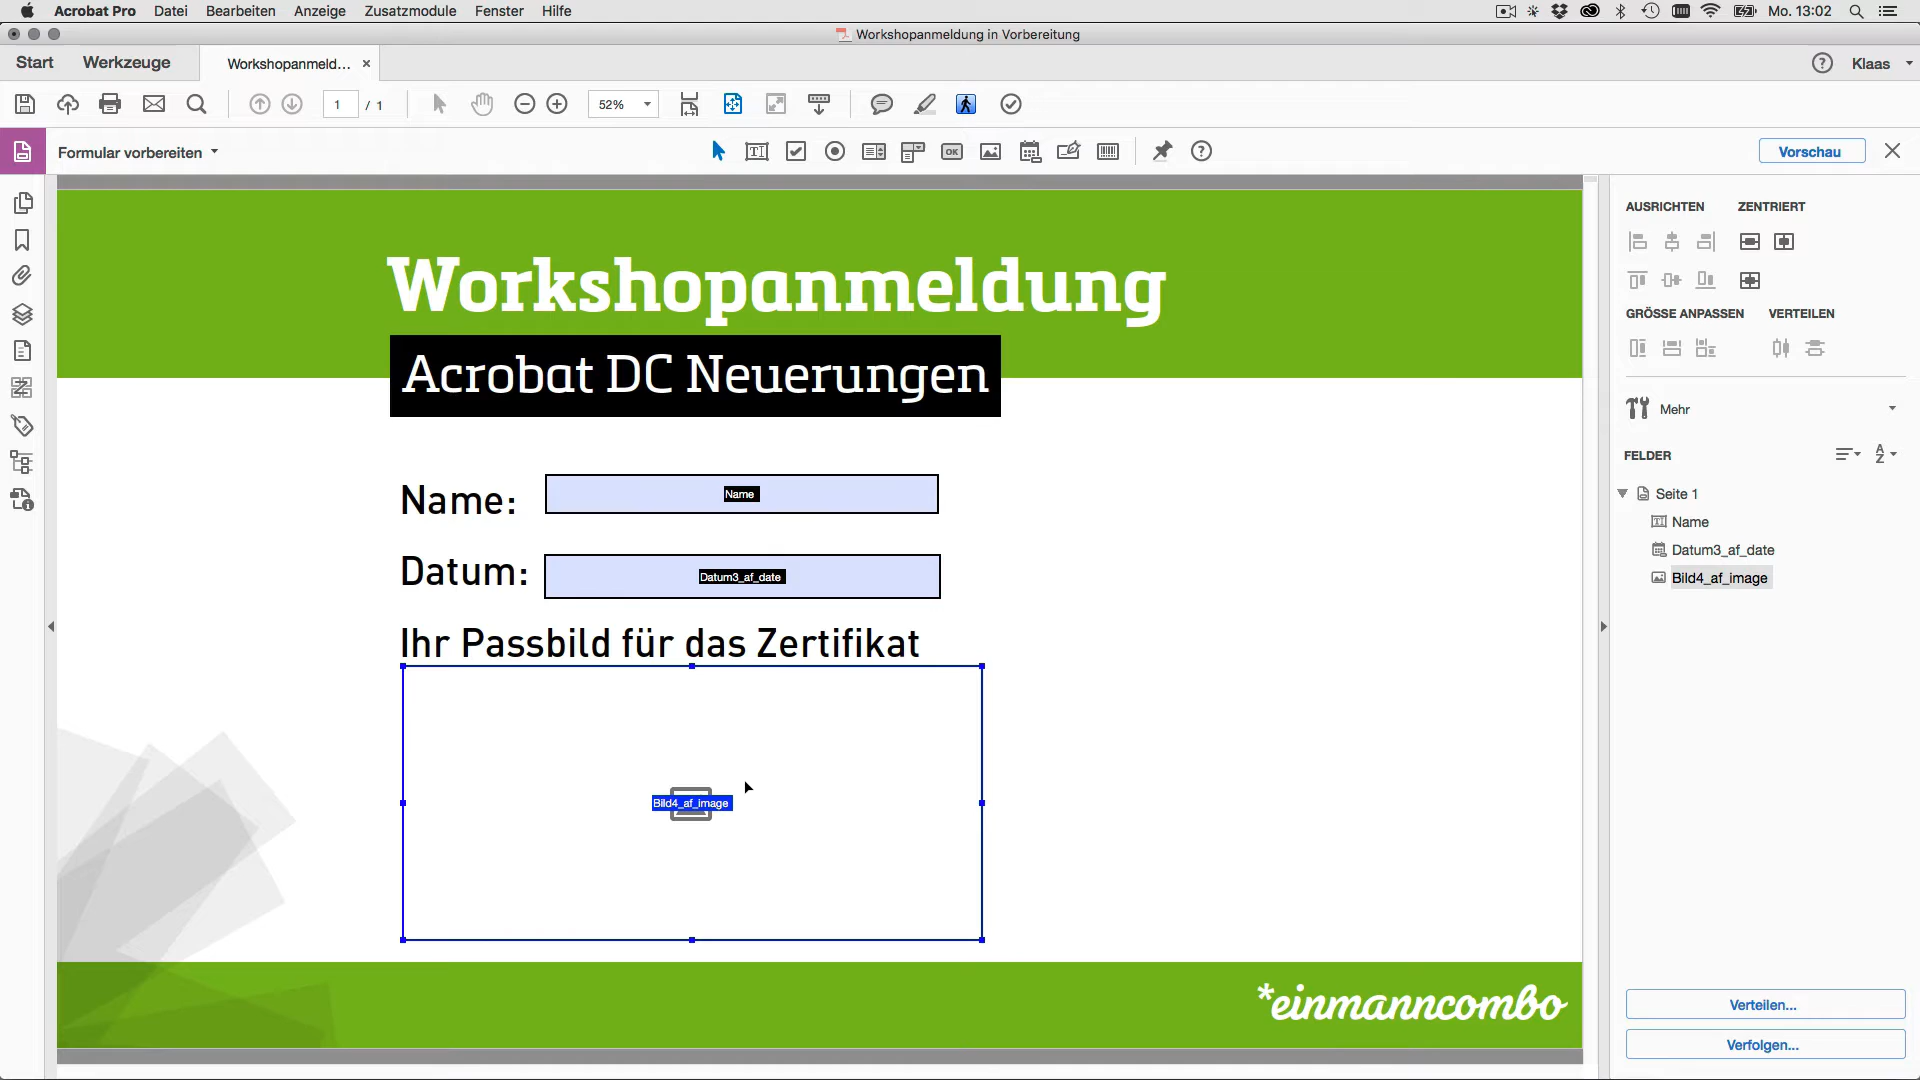 Acrobat Pro Datei Bearbeiten Anzeige Zusatzmodule Fenster Hilfe Mo. 13:02
Workshopanmeldung in Vorbereitung
Start Werkzeuge Workshopanmeld... × ? Klaas
1 / 1 52%
Formular vorbereiten OK ? Vorschau
AUSRICHTEN ZENTRIERT
GRÖSSE ANPASSEN VERTEILEN
Mehr
FELDER
Seite 1
Name
Datum3_af_date
Bild4_af_image
Verteilen...
Verfolgen...
Workshopanmeldung
Acrobat DC Neuerungen
Name: Name
Datum: Datum3_af_date
Ihr Passbild für das Zertifikat
Bild4_af_image
*einmanncombo